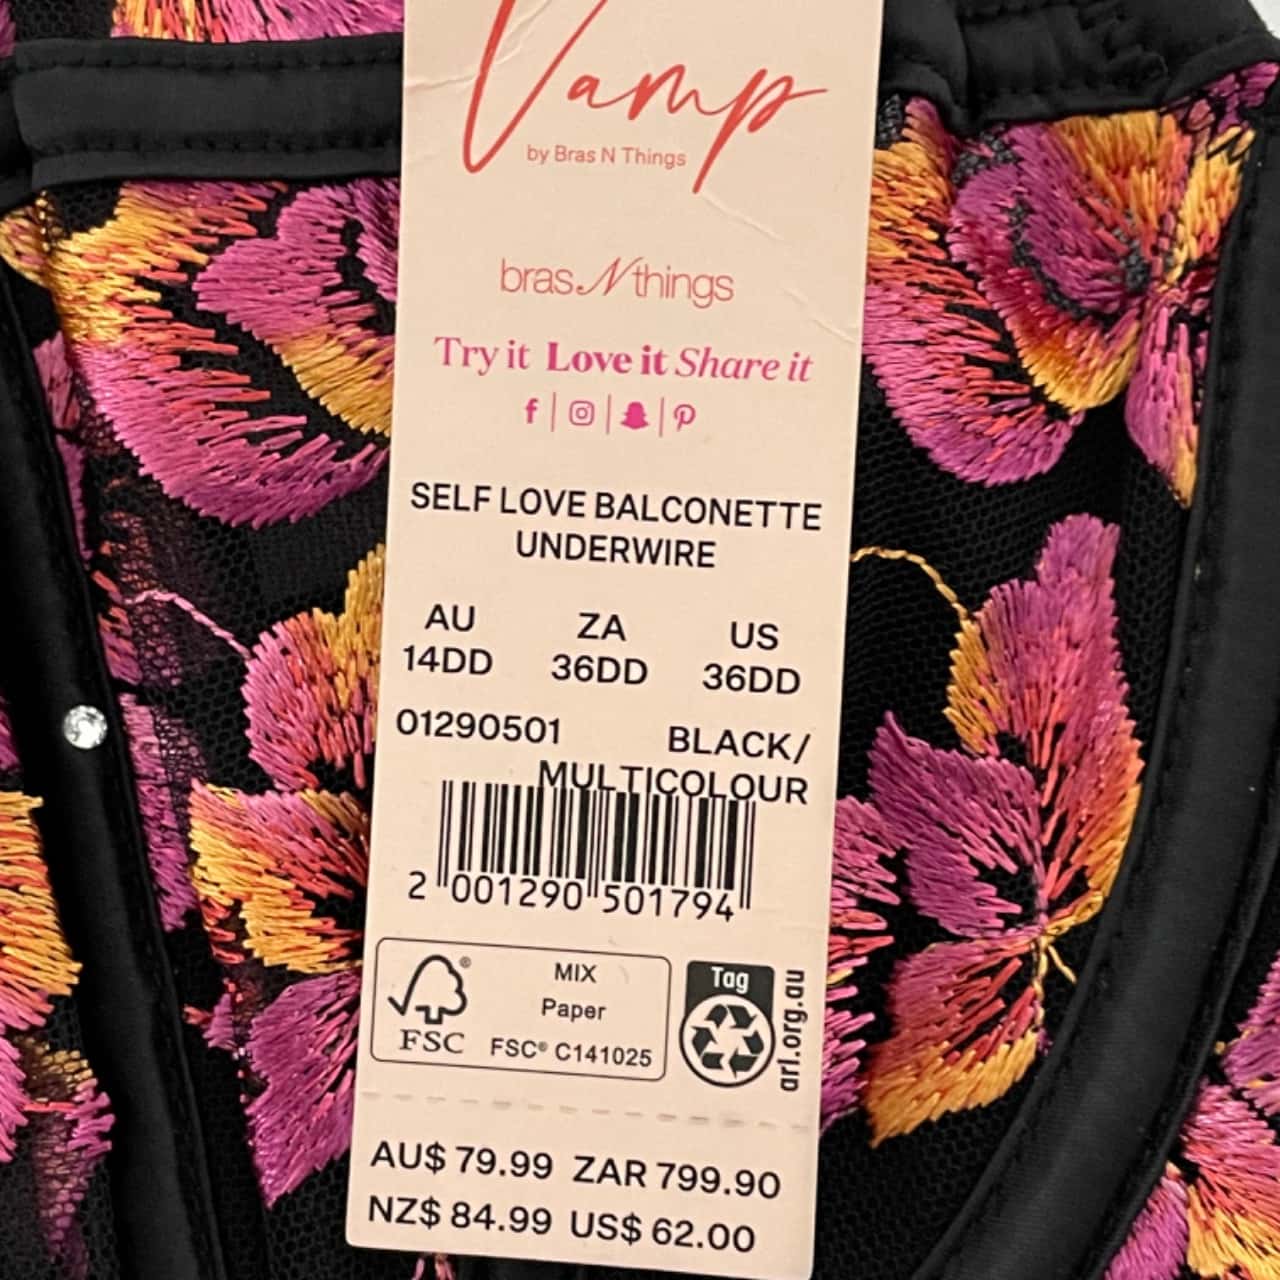 Vamp
by Bras N Things
bras N things
Try it Love it Share it
SELF LOVE BALCONETTE
UNDERWIRE
AU ZA US
14DD 36DD 36DD
01290501 BLACK/
MULTICOLOUR
2 001290 501794
MIX
Paper
FSC® C141025
®
FSC
Tag
arl.org.au
AU$ 79.99 ZAR 799.90
NZ$ 84.99 US$ 62.00